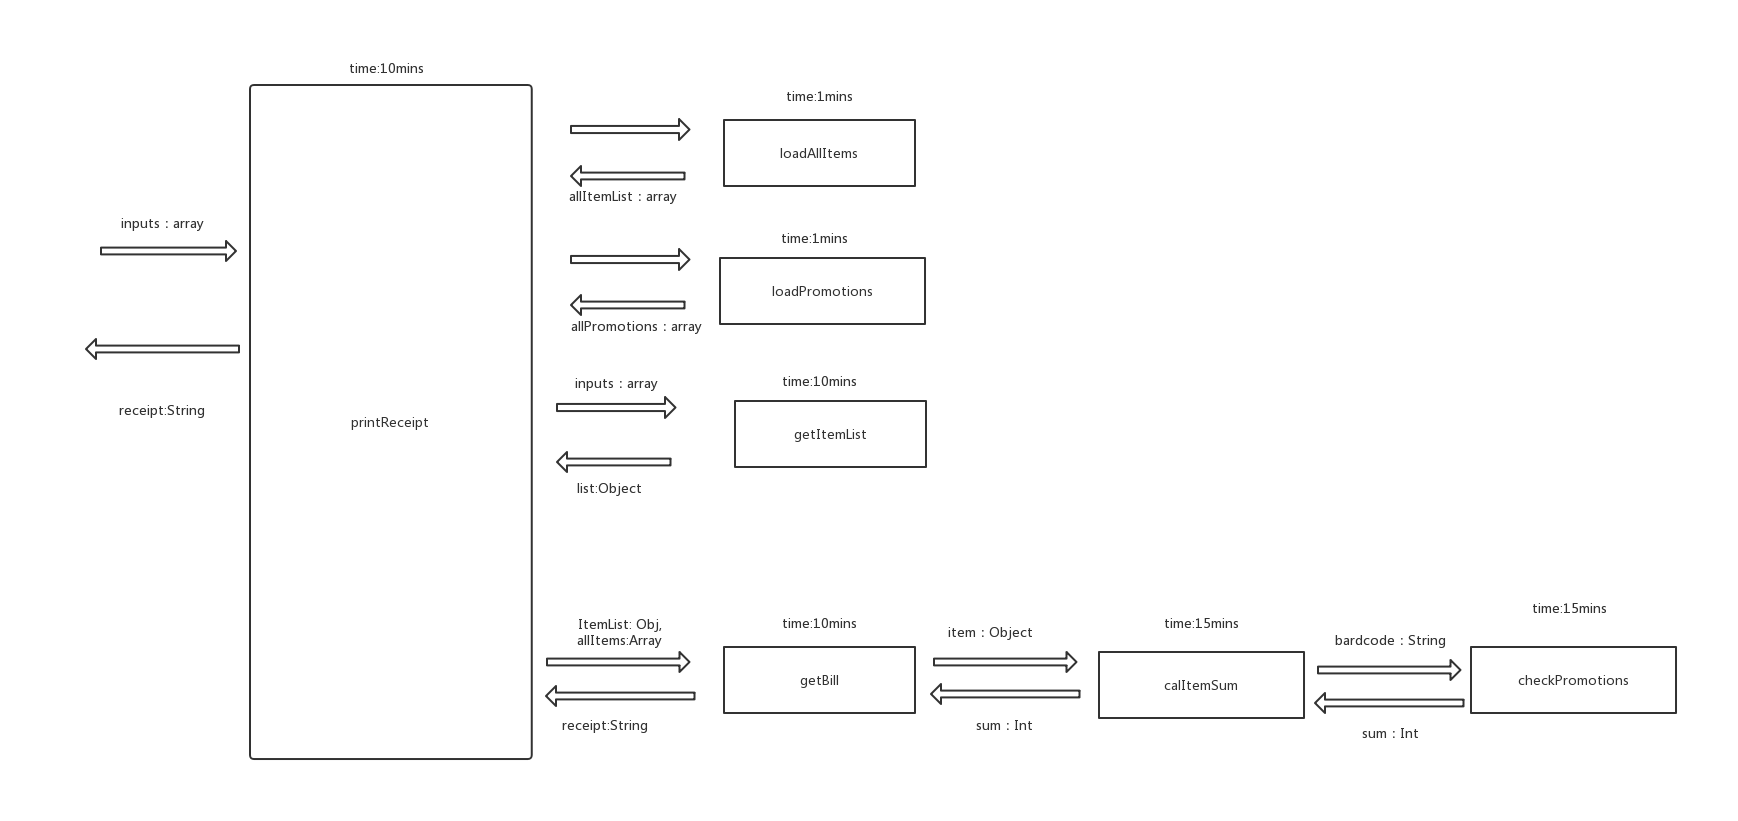 time:10mins
time:1mins
loadAllItems
allItemList : array
inputs : array
time:1mins
loadPromotions
allPromotions : array
inputs : array
time:10mins
receipt:String
printReceipt
getItemList
list:Object
ItemList: Obj,
allItems:Array
time:10mins
item : Object
time:15mins
bardcode : String
time:15mins
getBill
calItemSum
checkPromotions
receipt:String
sum : Int
sum : Int